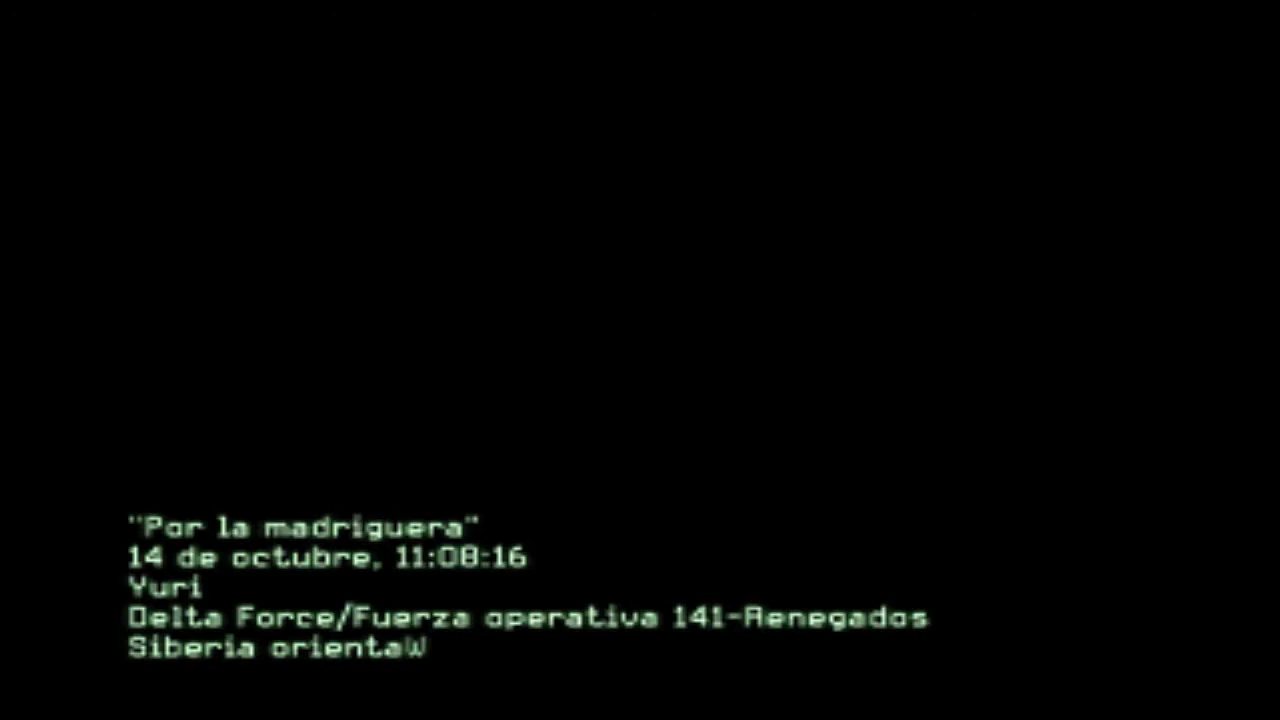 "Por la madriguera"
14 de octubre, 11:08:16
Yuri
Delta Force/Fuerza operativa 141-Renegados
Siberia orientaW